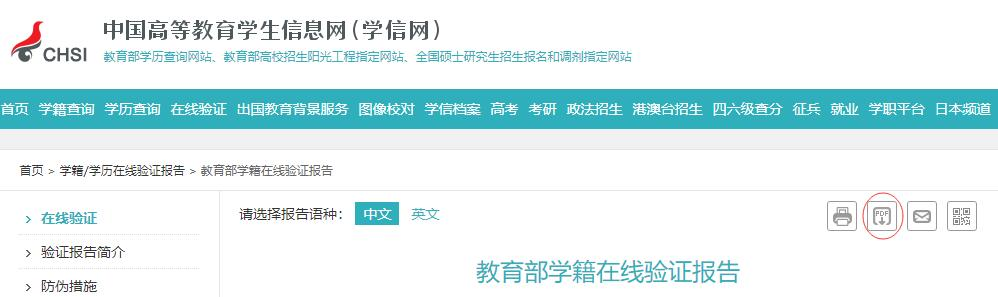 中国高等教育学生信息网(学信网)
CHSI
教育部学历查询网站、教育部高校招生阳光工程指定网站、全国硕士研究生招生报名和调剂指定网站
首页 学籍查询 学历查询 在线验证 出国教育背景服务 图像校对 学信档案 高考 考研 政法招生 港澳台招生 四六级查分 征兵 就业 学职平台 日本频道
首页 > 学籍/学历在线验证报告 > 教育部学籍在线验证报告
> 在线验证
> 验证报告简介
> 防伪措施
请选择报告语种: 中文 英文
PDF
教育部学籍在线验证报告